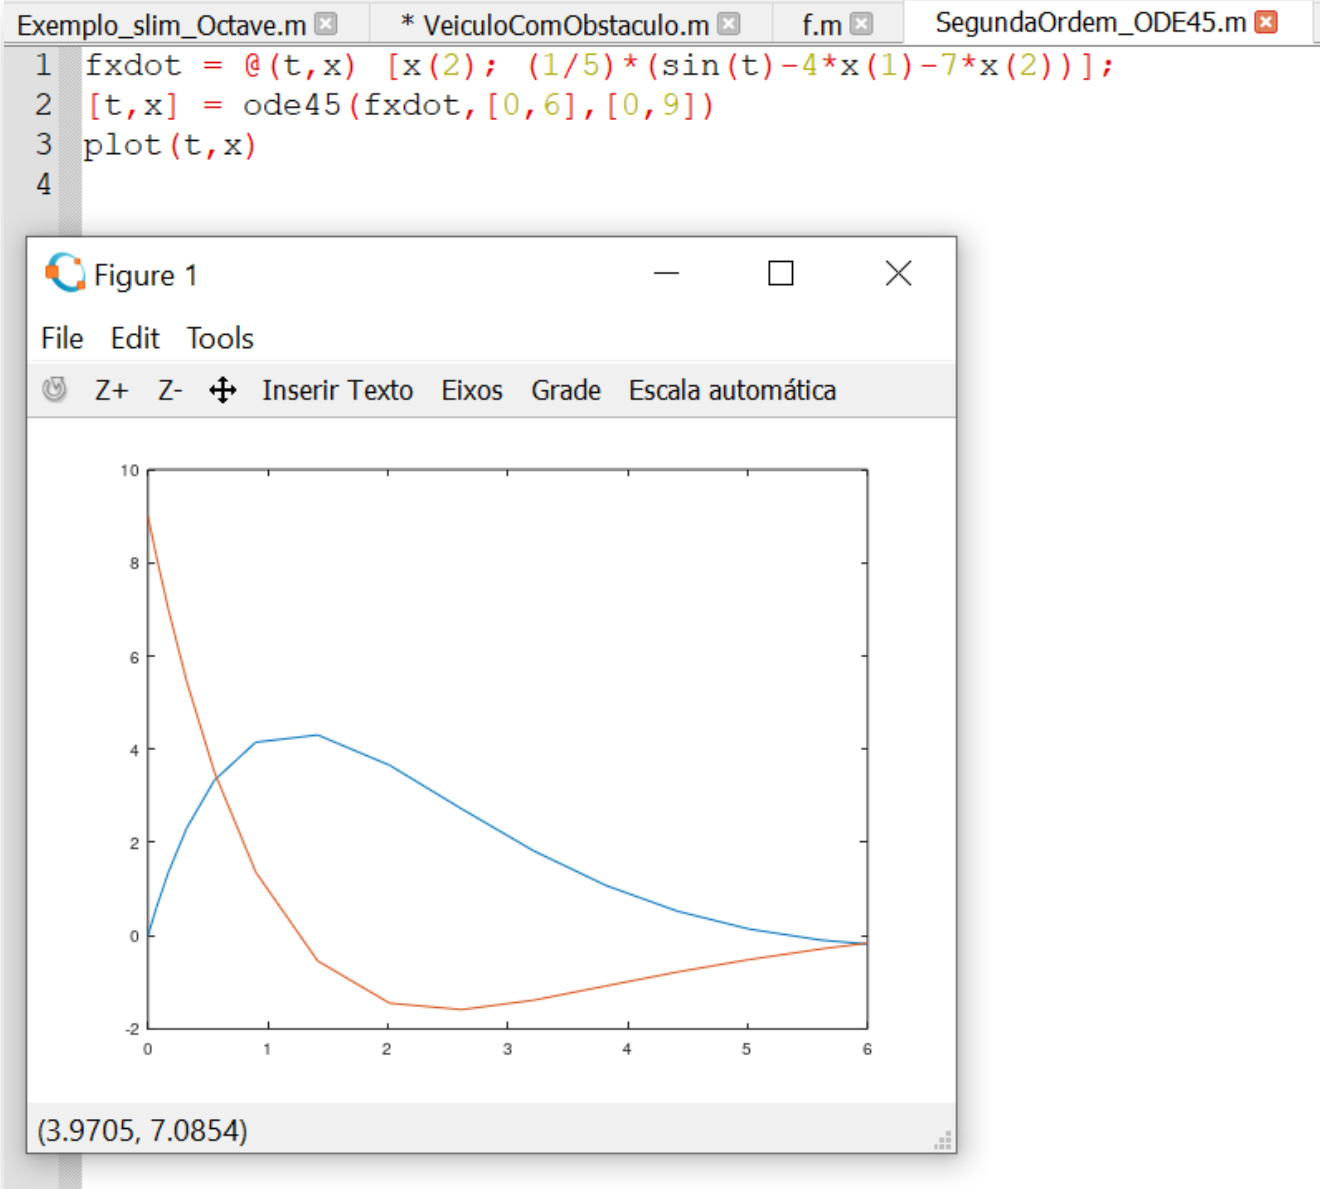 Exemplo_slim_Octave.m * VeiculoComObstaculo.m f.m SegundaOrdem_ODE45.m
1 fxdot = @(t,x) [x(2); (1/5)*(sin(t)-4*x(1)-7*x(2))];
2 [t,x] = ode45(fxdot,[0,6],[0,9])
3 plot(t,x)
4
Figure 1
File Edit Tools
Z+ Z- Inserir Texto Eixos Grade Escala automática
10
8
6
4
2
0
-2
0 1 2 3 4 5 6
(3.9705, 7.0854)